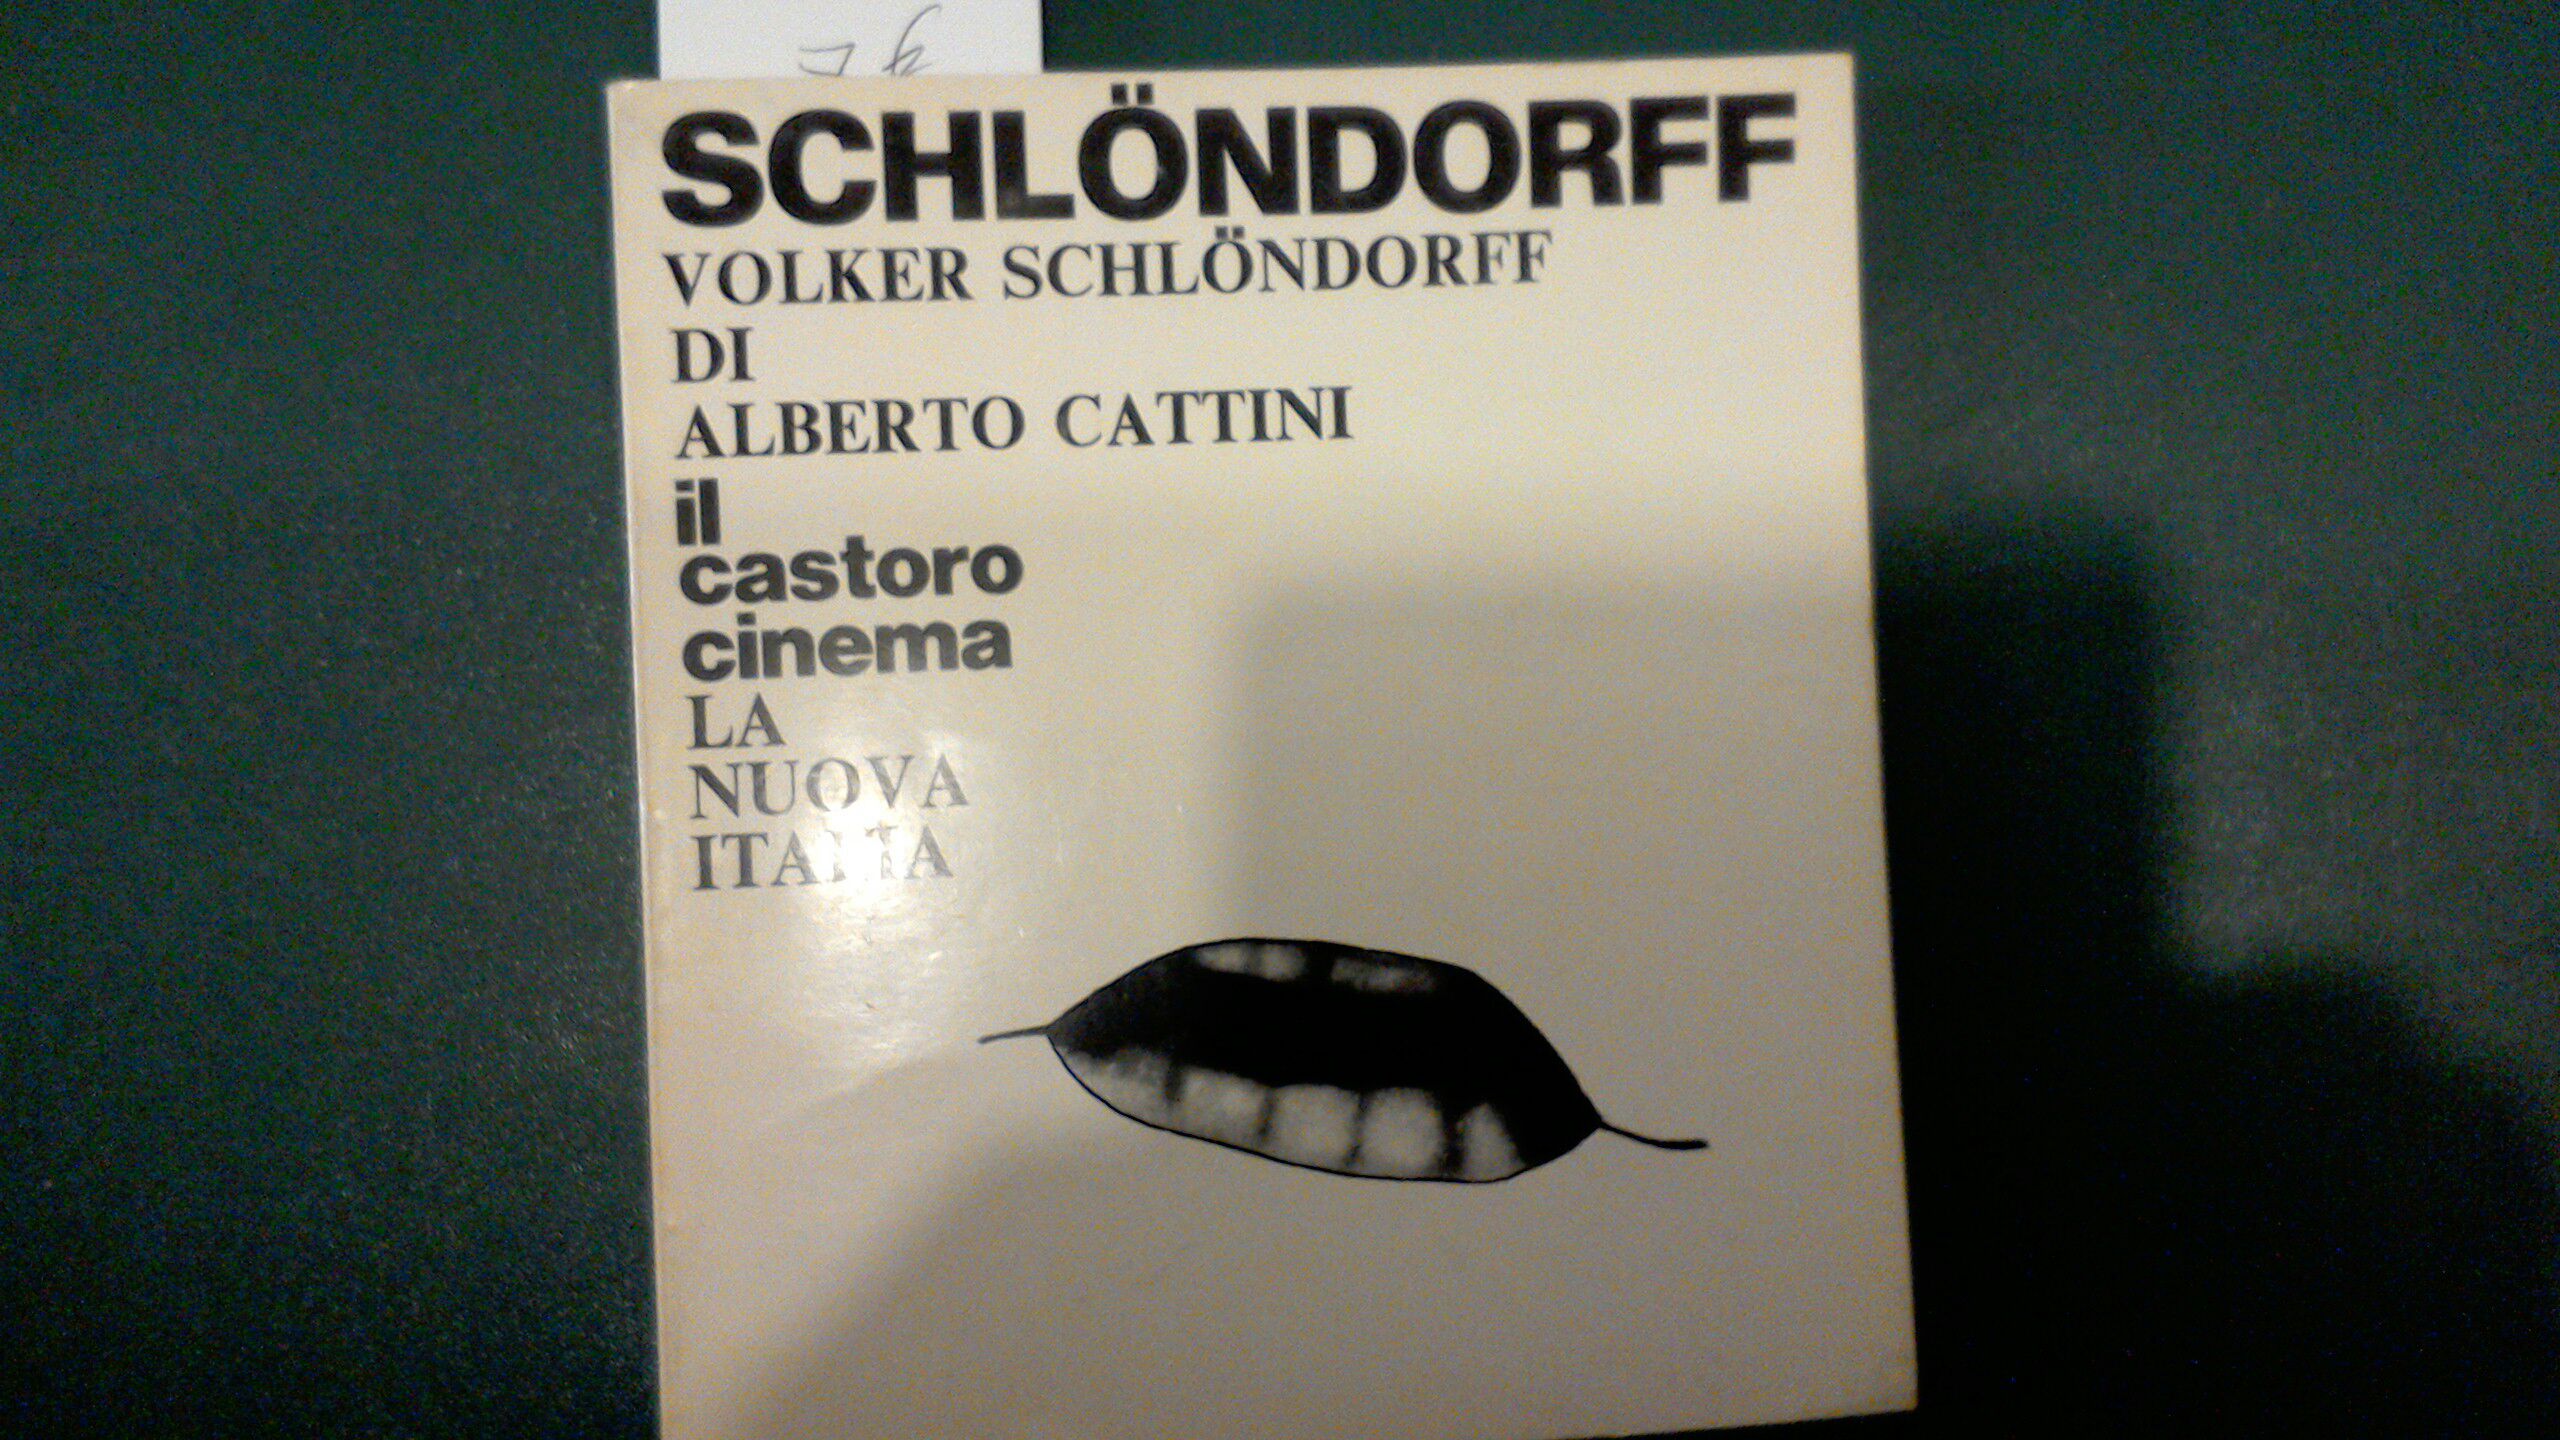 SCHLÖNDORFF
VOLKER SCHLÖNDORFF
DI
ALBERTO CATTINI
il
castoro
cinema
LA
NUOVA
ITALIA